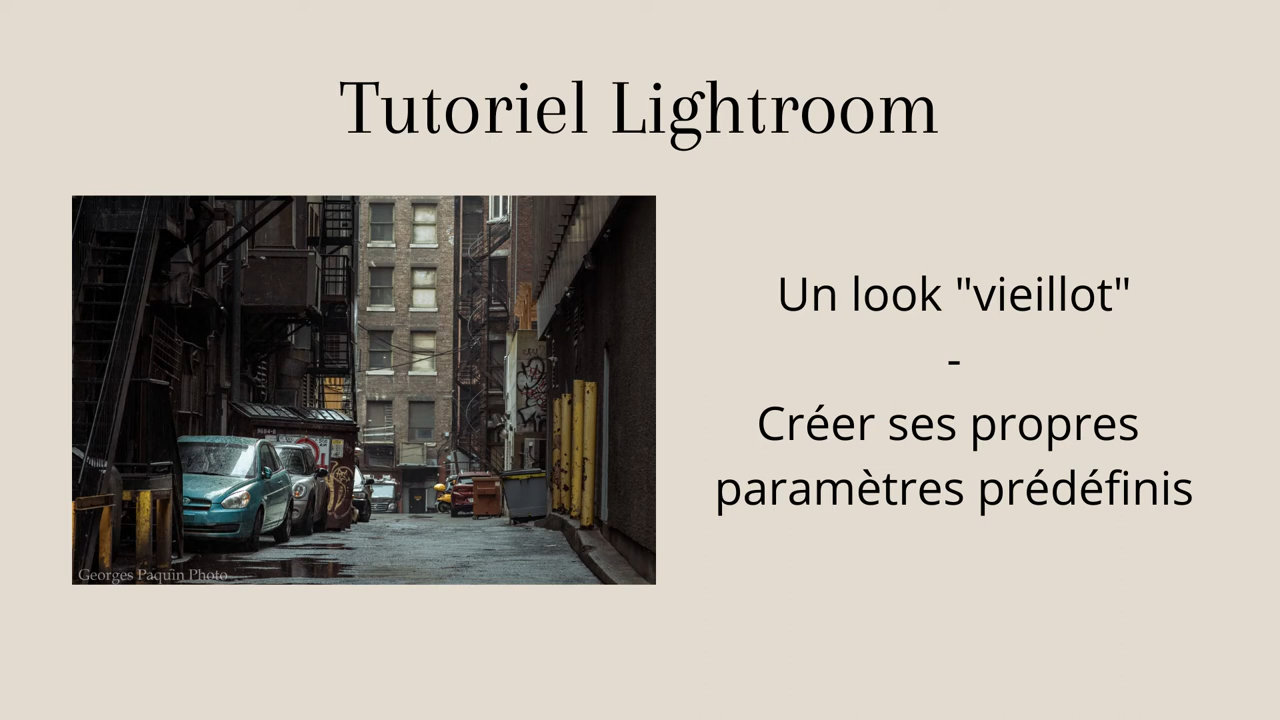 Tutoriel Lightroom
Un look "vieillot"
-
Créer ses propres
paramètres prédéfinis
Georges Paquin Photo